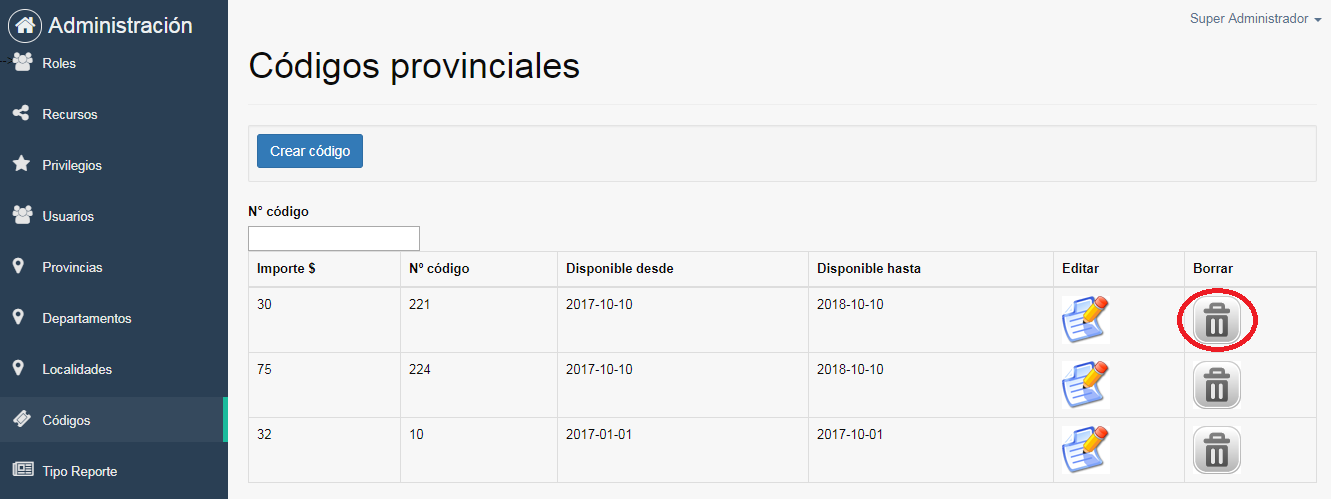 Administración
Super Administrador
Roles
Recursos
Privilegios
Usuarios
Provincias
Departamentos
Localidades
Códigos
Tipo Reporte
Códigos provinciales
Crear código
N° código
Importe $ Nº código Disponible desde Disponible hasta Editar Borrar
30 221 2017-10-10 2018-10-10
75 224 2017-10-10 2018-10-10
32 10 2017-01-01 2017-10-01